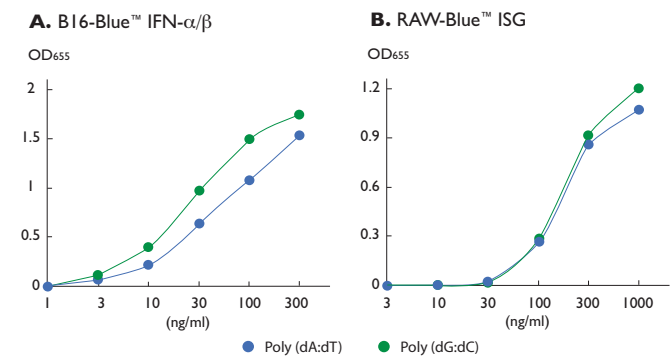 A. B16-Blue™ IFN-α/β
OD655
2
1.5
1
0.5
0
1 3 10 30 100 300
(ng/ml)
B. RAW-Blue™ ISG
OD655
1.2
0.9
0.6
0.3
0
3 10 30 100 300 1000
(ng/ml)
Poly (dA:dT) Poly (dG:dC)